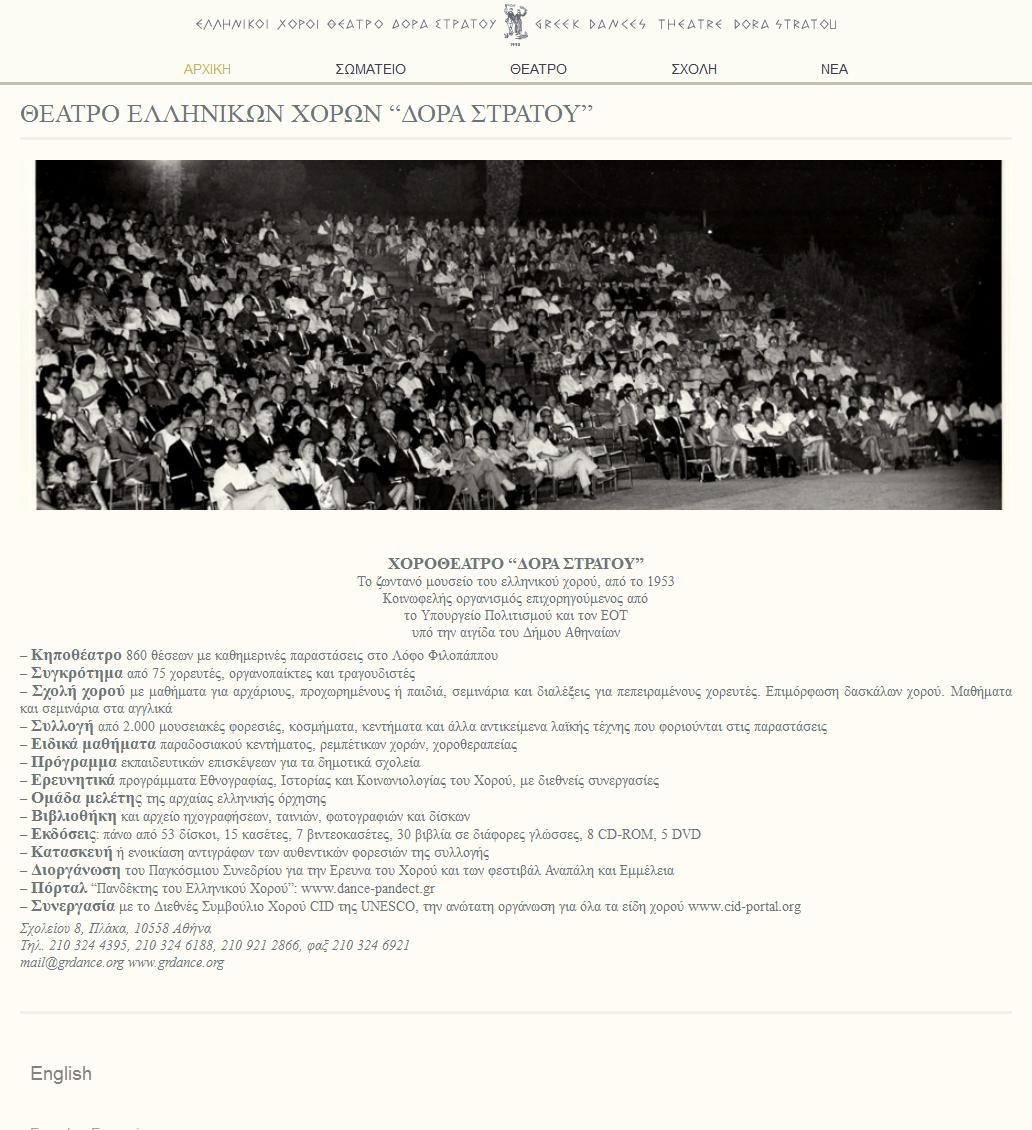 ΕΛΛΗΝΙΚΟΙ ΧΟΡΟΙ ΘΕΑΤΡΟ ΔΟΡΑ ΣΤΡΑΤΟΥ GREEK DANCES THEATRE DORA STRATOU
ΑΡΧΙΚΗ ΣΩΜΑΤΕΙΟ ΘΕΑΤΡΟ ΣΧΟΛΗ ΝΕΑ
ΘΕΑΤΡΟ ΕΛΛΗΝΙΚΩΝ ΧΟΡΩΝ “ΔΟΡΑ ΣΤΡΑΤΟΥ”
ΧΟΡΟΘΕΑΤΡΟ “ΔΟΡΑ ΣΤΡΑΤΟΥ”
Το ζωντανό μουσείο του ελληνικού χορού, από το 1953
Κοινωφελής οργανισμός επιχορηγούμενος από
το Υπουργείο Πολιτισμού και τον ΕΟΤ
υπό την αιγίδα του Δήμου Αθηναίων
– Κηποθέατρο 860 θέσεων με καθημερινές παραστάσεις στο Λόφο Φιλοπάππου
– Συγκρότημα από 75 χορευτές, οργανοπαίκτες και τραγουδιστές
– Σχολή χορού με μαθήματα για αρχάριους, προχωρημένους ή παιδιά, σεμινάρια και διαλέξεις για πεπειραμένους χορευτές. Επιμόρφωση δασκάλων χορού. Μαθήματα
και σεμινάρια στα αγγλικά
– Συλλογή από 2.000 μουσειακές φορεσιές, κοσμήματα, κεντήματα και άλλα αντικείμενα λαϊκής τέχνης που φοριούνται στις παραστάσεις
– Ειδικά μαθήματα παραδοσιακού κεντήματος, ρεμπέτικων χορών, χοροθεραπείας
– Πρόγραμμα εκπαιδευτικών επισκέψεων για τα δημοτικά σχολεία
– Ερευνητικά προγράμματα Εθνογραφίας, Ιστορίας και Κοινωνιολογίας του Χορού, με διεθνείς συνεργασίες
– Ομάδα μελέτης της αρχαίας ελληνικής όρχησης
– Βιβλιοθήκη και αρχείο ηχογραφήσεων, ταινιών, φωτογραφιών και δίσκων
– Εκδόσεις: πάνω από 53 δίσκοι, 15 κασέτες, 7 βιντεοκασέτες, 30 βιβλία σε διάφορες γλώσσες, 8 CD-ROM, 5 DVD
– Κατασκευή ή ενοικίαση αντιγράφων των αυθεντικών φορεσιών της συλλογής
– Διοργάνωση του Παγκόσμιου Συνεδρίου για την Ερευνα του Χορού και των φεστιβάλ Αναπάλη και Εμμέλεια
– Πόρταλ “Πανδέκτης του Ελληνικού Χορού”: www.dance-pandect.gr
– Συνεργασία με το Διεθνές Συμβούλιο Χορού CID της UNESCO, την ανώτατη οργάνωση για όλα τα είδη χορού www.cid-portal.org
Σχολείου 8, Πλάκα, 10558 Αθήνα
Τηλ. 210 324 4395, 210 324 6188, 210 921 2866, φαξ 210 324 6921
mail@grdance.org www.grdance.org
English